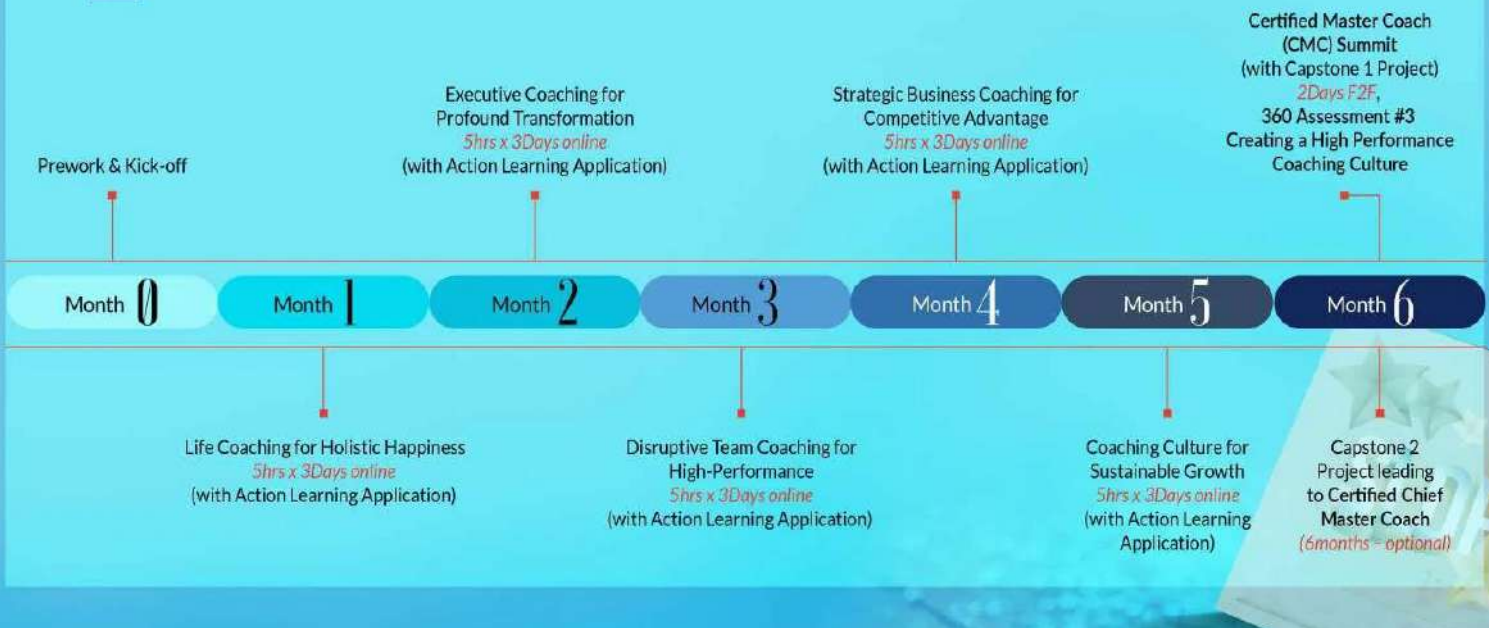 Prework & Kick-off
Executive Coaching for
Profound Transformation
5hrs x 3Days online
(with Action Learning Application)
Strategic Business Coaching for
Competitive Advantage
5hrs x 3Days online
(with Action Learning Application)
Certified Master Coach
(CMC) Summit
(with Capstone 1 Project)
2Days F2F,
360 Assessment #3
Creating a High Performance
Coaching Culture
Month 0
Month 1
Month 2
Month 3
Month 4
Month 5
Month 6
Life Coaching for Holistic Happiness
5hrs x 3Days online
(with Action Learning Application)
Disruptive Team Coaching for
High-Performance
5hrs x 3Days online
(with Action Learning Application)
Coaching Culture for
Sustainable Growth
5hrs x 3Days online
(with Action Learning
Application)
Capstone 2
Project leading
to Certified Chief
Master Coach
(6months - optional)